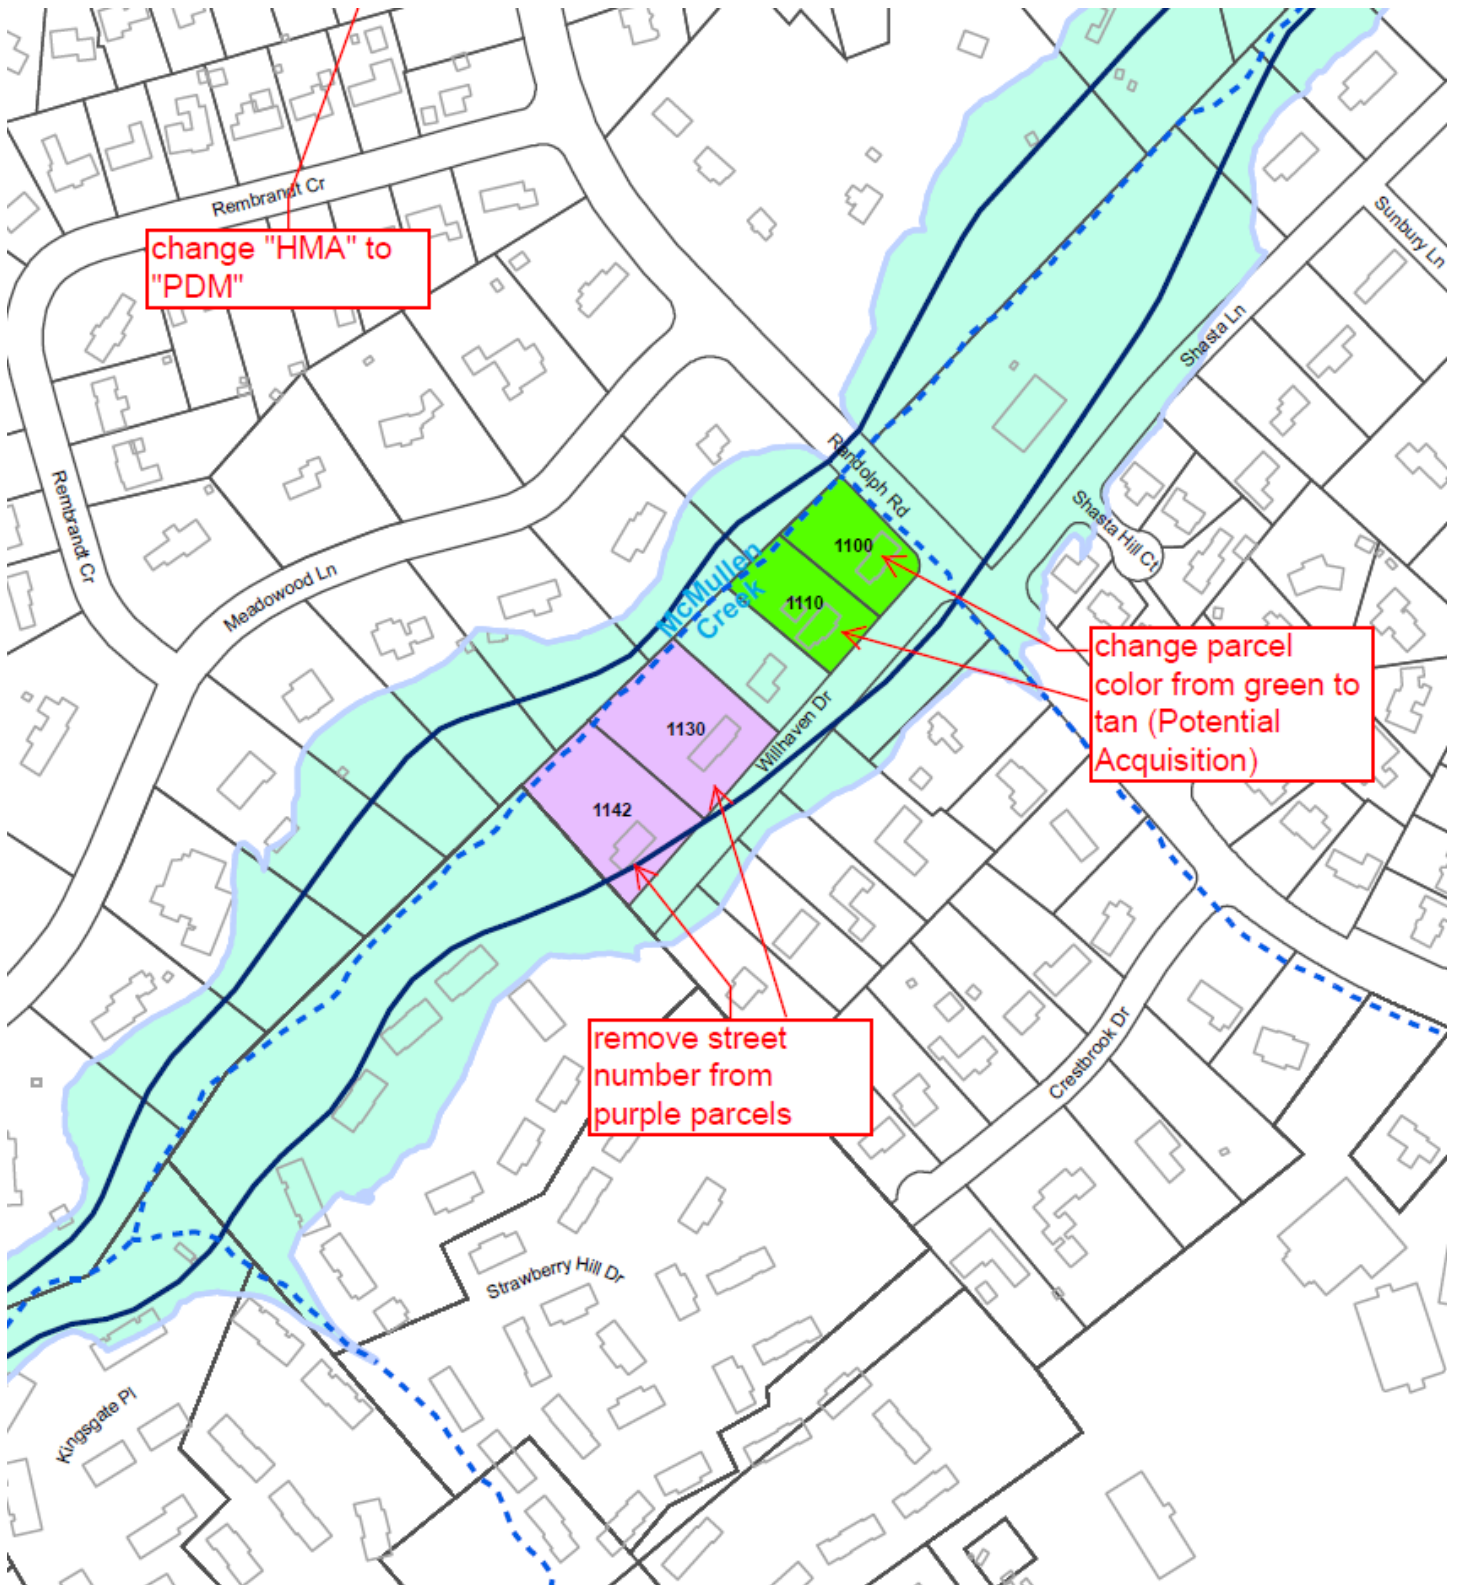 Rembrandt Cr
change "HMA" to
"PDM"
Sunbury Ln
Shasta Ln
Randolph Rd
Rembrandt Cr
Shasta Hill Ct
1100
Meadowood Ln
McMullen
Creek
1110
change parcel
color from green to
tan (Potential
Acquisition)
1130
Willhaven Dr
1142
remove street
number from
purple parcels
Crestbrook Dr
Strawberry Hill Dr
Kingsgate Pl